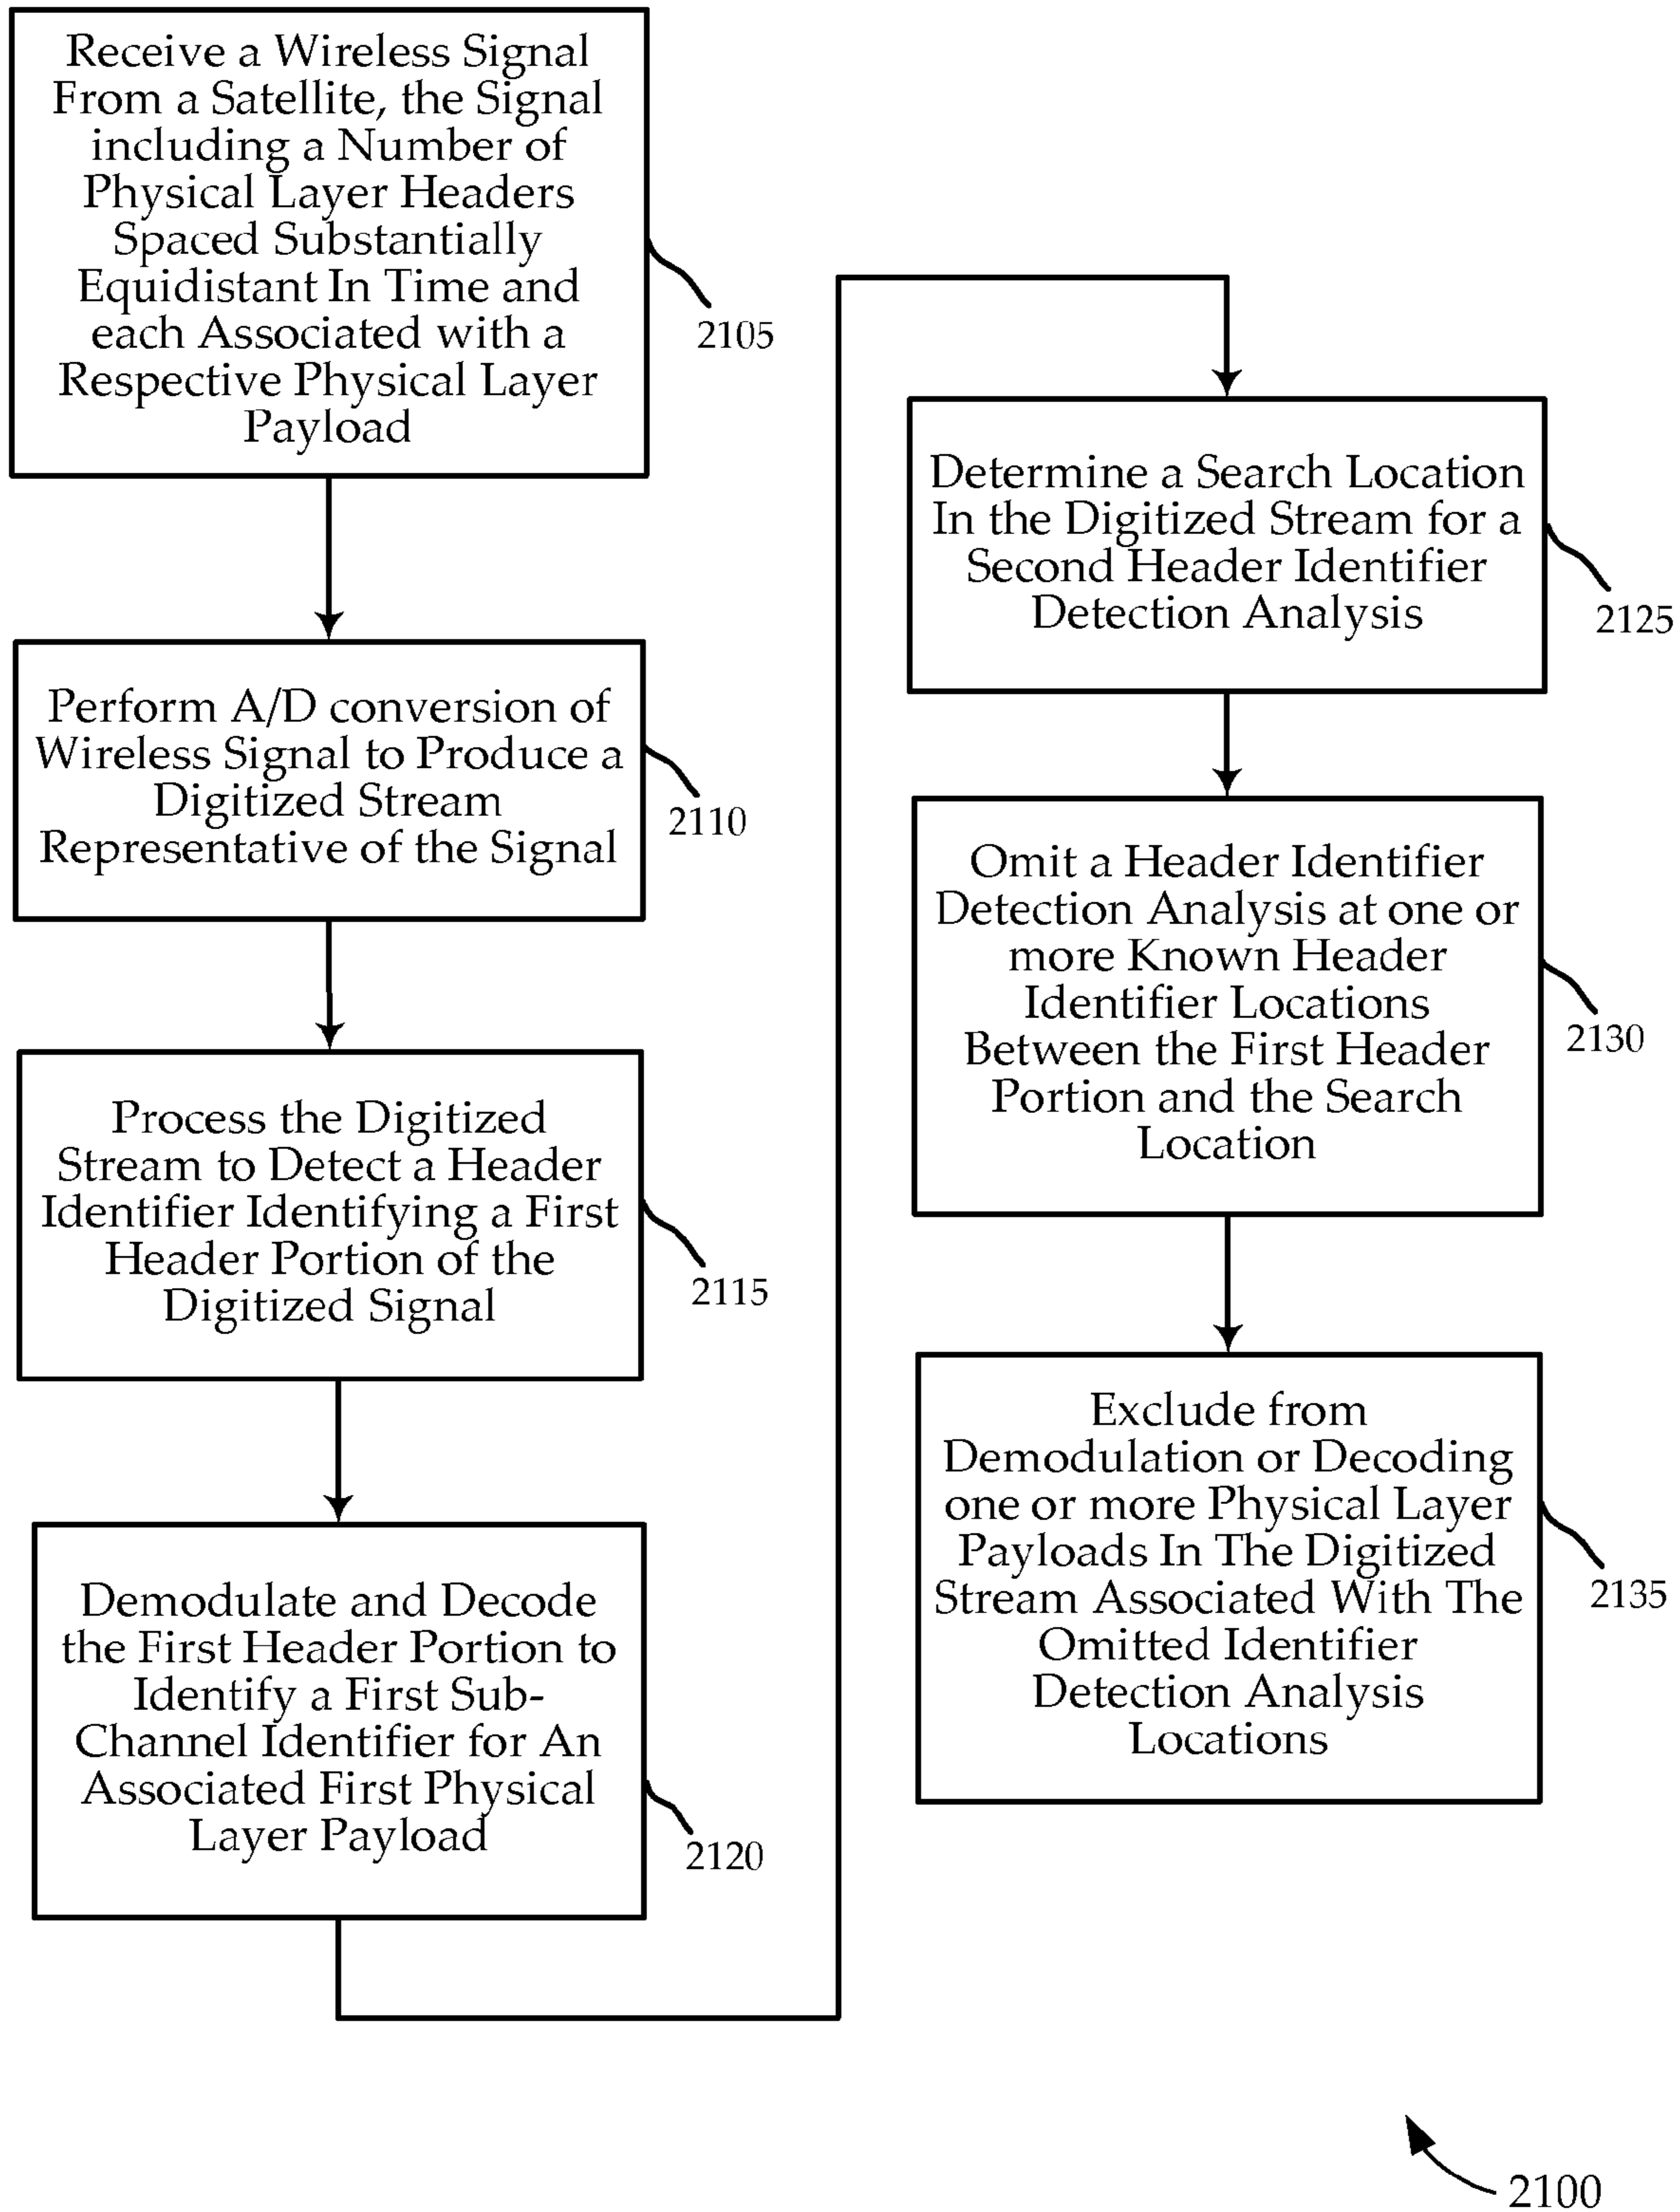 Receive a Wireless Signal
From a Satellite, the Signal
including a Number of
Physical Layer Headers
Spaced Substantially
Equidistant In Time and
each Associated with a
Respective Physical Layer
Payload
2105
Perform A/D conversion of
Wireless Signal to Produce a
Digitized Stream
Representative of the Signal
2110
Process the Digitized
Stream to Detect a Header
Identifier Identifying a First
Header Portion of the
Digitized Signal
2115
Demodulate and Decode
the First Header Portion to
Identify a First Sub-
Channel Identifier for An
Associated First Physical
Layer Payload
2120
Determine a Search Location
In the Digitized Stream for a
Second Header Identifier
Detection Analysis
2125
Omit a Header Identifier
Detection Analysis at one or
more Known Header
Identifier Locations
Between the First Header
Portion and the Search
Location
2130
Exclude from
Demodulation or Decoding
one or more Physical Layer
Payloads In The Digitized
Stream Associated With The
Omitted Identifier
Detection Analysis
Locations
2135
2100